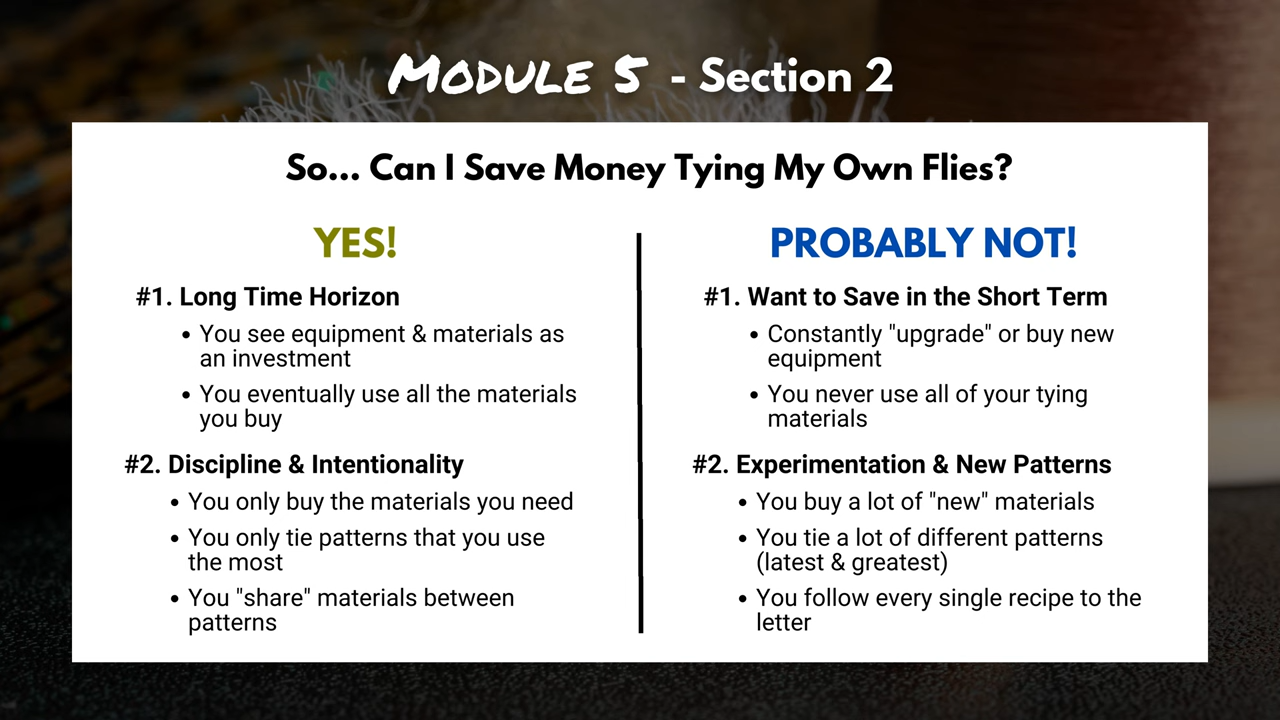 Module 5 - Section 2
So... Can I Save Money Tying My Own Flies?
YES!
#1. Long Time Horizon
• You see equipment & materials as
an investment
• You eventually use all the materials
you buy
#2. Discipline & Intentionality
• You only buy the materials you need
• You only tie patterns that you use
the most
• You "share" materials between
patterns
PROBABLY NOT!
#1. Want to Save in the Short Term
• Constantly "upgrade" or buy new
equipment
• You never use all of your tying
materials
#2. Experimentation & New Patterns
• You buy a lot of "new" materials
• You tie a lot of different patterns
(latest & greatest)
• You follow every single recipe to the
letter